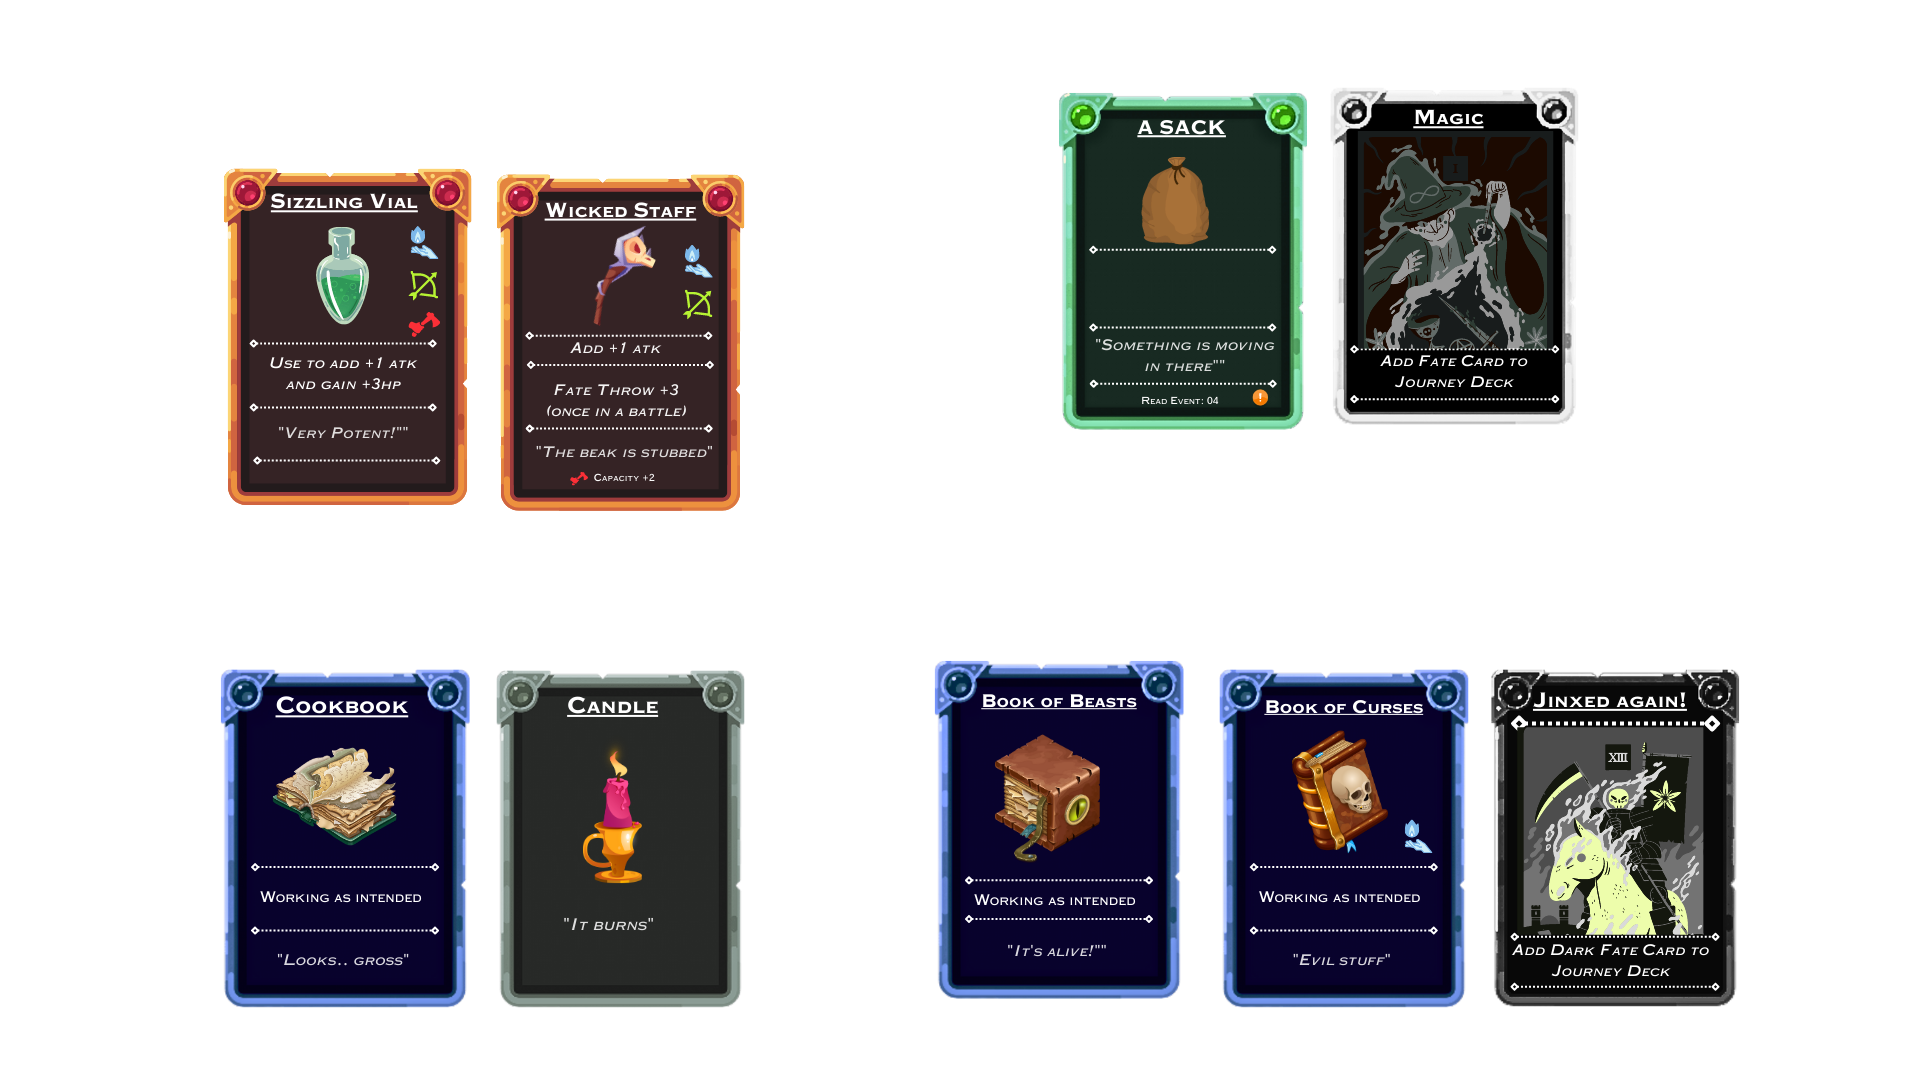 Sizzling Vial
Use to add +1 atk
and gain +3hp
"Very Potent!""
Wicked Staff
Add +1 atk
Fate Throw +3
(once in a battle)
"The beak is stubbed"
Capacity +2
A Sack
"Something is moving
in there""
Read Event: 04
!
Magic
1
Add Fate Card to
Journey Deck
Cookbook
Working as intended
"Looks.. gross"
Candle
"It burns"
Book of Beasts
Working as intended
"It's alive!""
Book of Curses
Working as intended
"Evil stuff"
Jinxed again!
XIII
Add Dark Fate Card to
Journey Deck